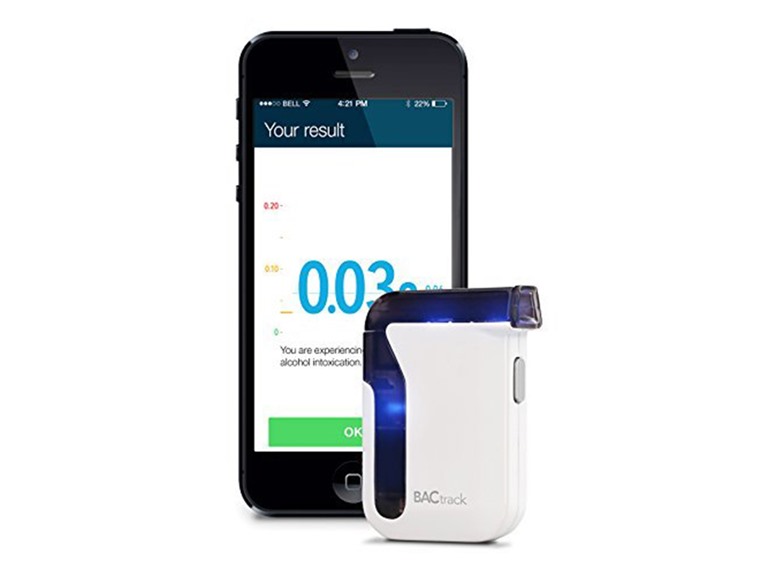 BELL 4:21 PM 22%
Your result
0.20
0.10
0.03
0
You are experiencing
alcohol intoxication.
OK
BACtrack